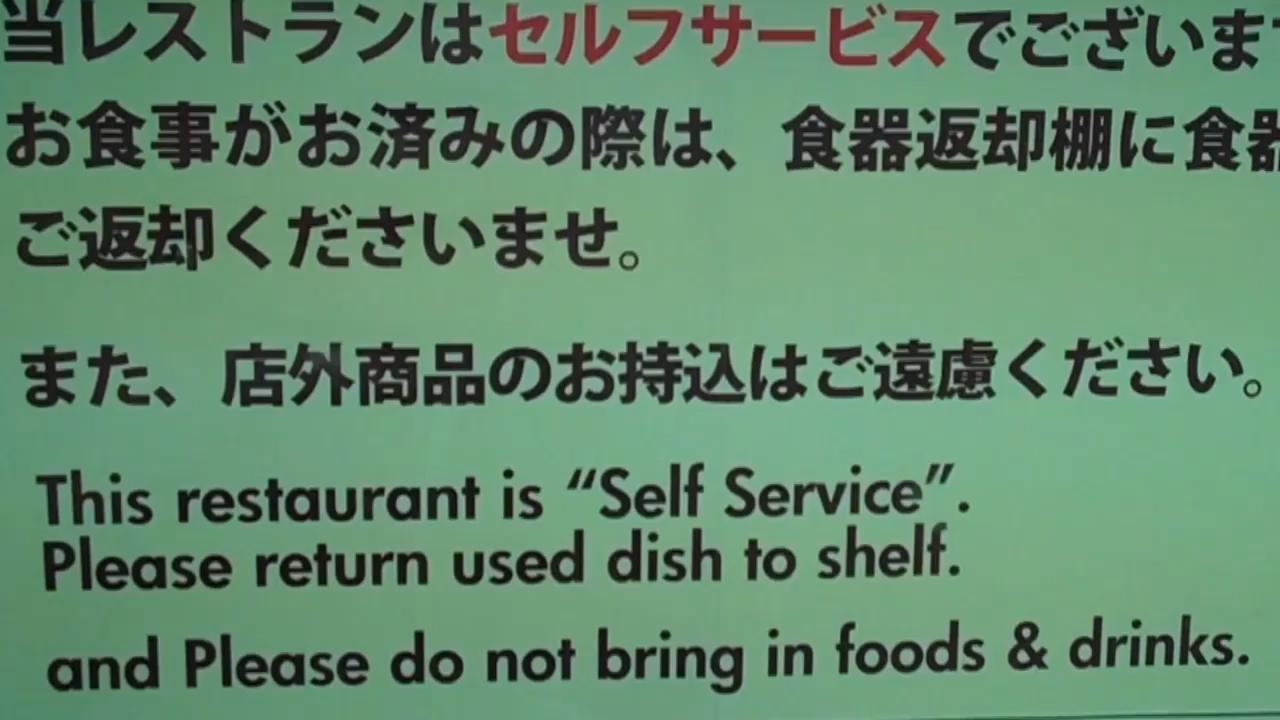 当レストランはセルフサービスでございま
お食事がお済みの際は、食器返却棚に食器
ご返却くださいませ。
また、店外商品のお持込はご遠慮ください。
This restaurant is “Self Service”.
Please return used dish to shelf.
and Please do not bring in foods & drinks.